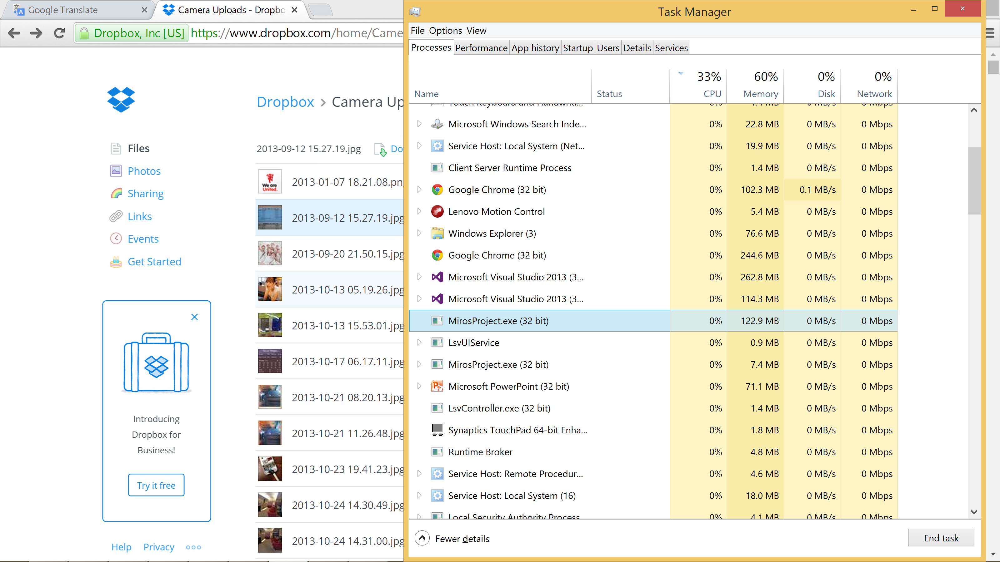 Google Translate
Camera Uploads - Dropbo
Dropbox, Inc [US] https://www.dropbox.com/home/Came
Dropbox > Camera Up
Files
Photos
Sharing
Links
Events
Get Started
Introducing
Dropbox for
Business!
Try it free
Help Privacy
2013-09-12 15.27.19.jpg Do
We are
United.
2013-01-07 18.21.08.pn
2013-09-12 15.27.19.jpg
2013-09-20 21.50.15.jpg
2013-10-13 05.19.26.jpg
2013-10-13 15.53.01.jpg
2013-10-17 06.17.11.jpg
2013-10-21 08.20.13.jpg
2013-10-21 11.26.48.jpg
2013-10-23 19.41.23.jpg
2013-10-24 14.30.49.jpg
2013-10-24 14.31.00.jpg
Task Manager
File Options View
Processes Performance App history Startup Users Details Services
33% 60% 0% 0%
Name Status CPU Memory Disk Network
Touch Keyboard and Handwriti... 0% 1.4 MB 0 MB/s 0 Mbps
Microsoft Windows Search Inde... 0% 22.8 MB 0 MB/s 0 Mbps
Service Host: Local System (Net... 0% 19.9 MB 0 MB/s 0 Mbps
Client Server Runtime Process 0% 1.4 MB 0 MB/s 0 Mbps
Google Chrome (32 bit) 0% 102.3 MB 0.1 MB/s 0 Mbps
Lenovo Motion Control 0% 5.4 MB 0 MB/s 0 Mbps
Windows Explorer (3) 0% 76.6 MB 0 MB/s 0 Mbps
Google Chrome (32 bit) 0% 244.6 MB 0 MB/s 0 Mbps
Microsoft Visual Studio 2013 (3... 0% 262.8 MB 0 MB/s 0 Mbps
Microsoft Visual Studio 2013 (3... 0% 114.3 MB 0 MB/s 0 Mbps
MirosProject.exe (32 bit) 0% 122.9 MB 0 MB/s 0 Mbps
LsvUIService 0% 0.9 MB 0 MB/s 0 Mbps
MirosProject.exe (32 bit) 0% 7.4 MB 0 MB/s 0 Mbps
Microsoft PowerPoint (32 bit) 0% 71.1 MB 0 MB/s 0 Mbps
LsvController.exe (32 bit) 0% 1.4 MB 0 MB/s 0 Mbps
Synaptics TouchPad 64-bit Enha... 0% 1.8 MB 0 MB/s 0 Mbps
Runtime Broker 0% 4.8 MB 0 MB/s 0 Mbps
Service Host: Remote Procedur... 0% 4.6 MB 0 MB/s 0 Mbps
Service Host: Local System (16) 0% 18.0 MB 0 MB/s 0 Mbps
Local Security Authority Process 0% 4.1 MB 0 MB/s 0 Mbps
Fewer details
End task